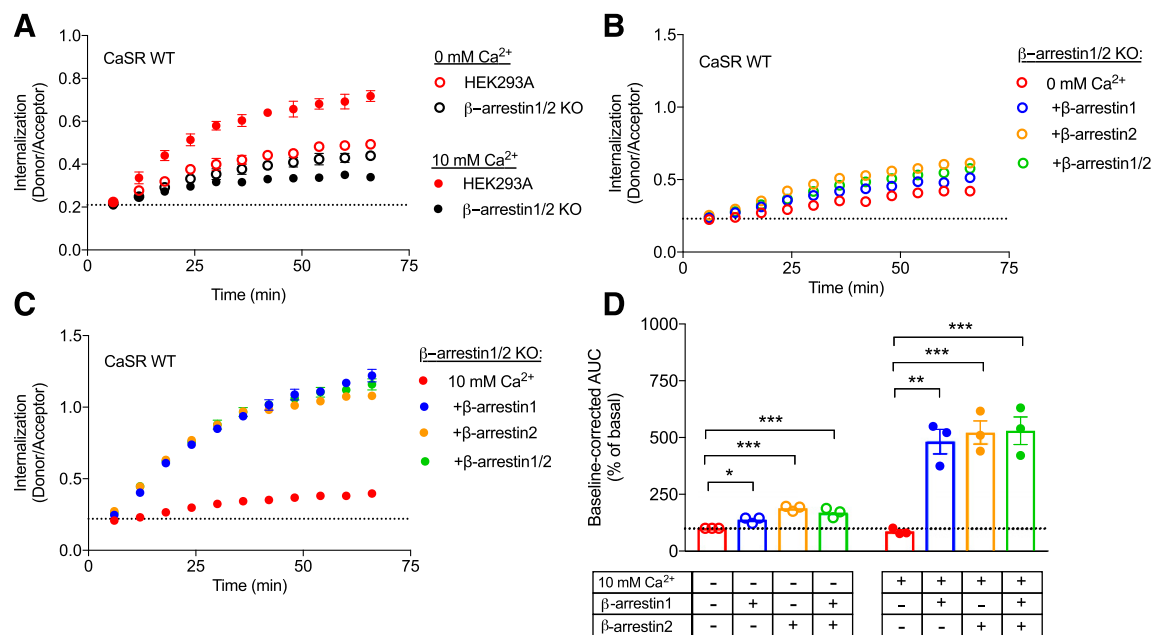 A
CaSR WT
Internalization
(Donor/Acceptor)
1.0
0.8
0.6
0.4
0.2
0.0
0 25 50 75
Time (min)
0 mM Ca²⁺
HEK293A
β−arrestin1/2 KO
10 mM Ca²⁺
HEK293A
β−arrestin1/2 KO
B
CaSR WT
Internalization
(Donor/Acceptor)
1.5
1.0
0.5
0.0
0 25 50 75
Time (min)
β−arrestin1/2 KO:
0 mM Ca²⁺
+β-arrestin1
+β-arrestin2
+β-arrestin1/2
C
CaSR WT
Internalization
(Donor/Acceptor)
1.5
1.0
0.5
0.0
0 25 50 75
Time (min)
β−arrestin1/2 KO:
10 mM Ca²⁺
+β-arrestin1
+β-arrestin2
+β-arrestin1/2
D
Baseline-corrected AUC
(% of basal)
1000
750
500
250
0
***
***
*
***
***
**
10 mM Ca²⁺ - - - - + + + +
β-arrestin1 - + - + - + - +
β-arrestin2 - - + + - - + +